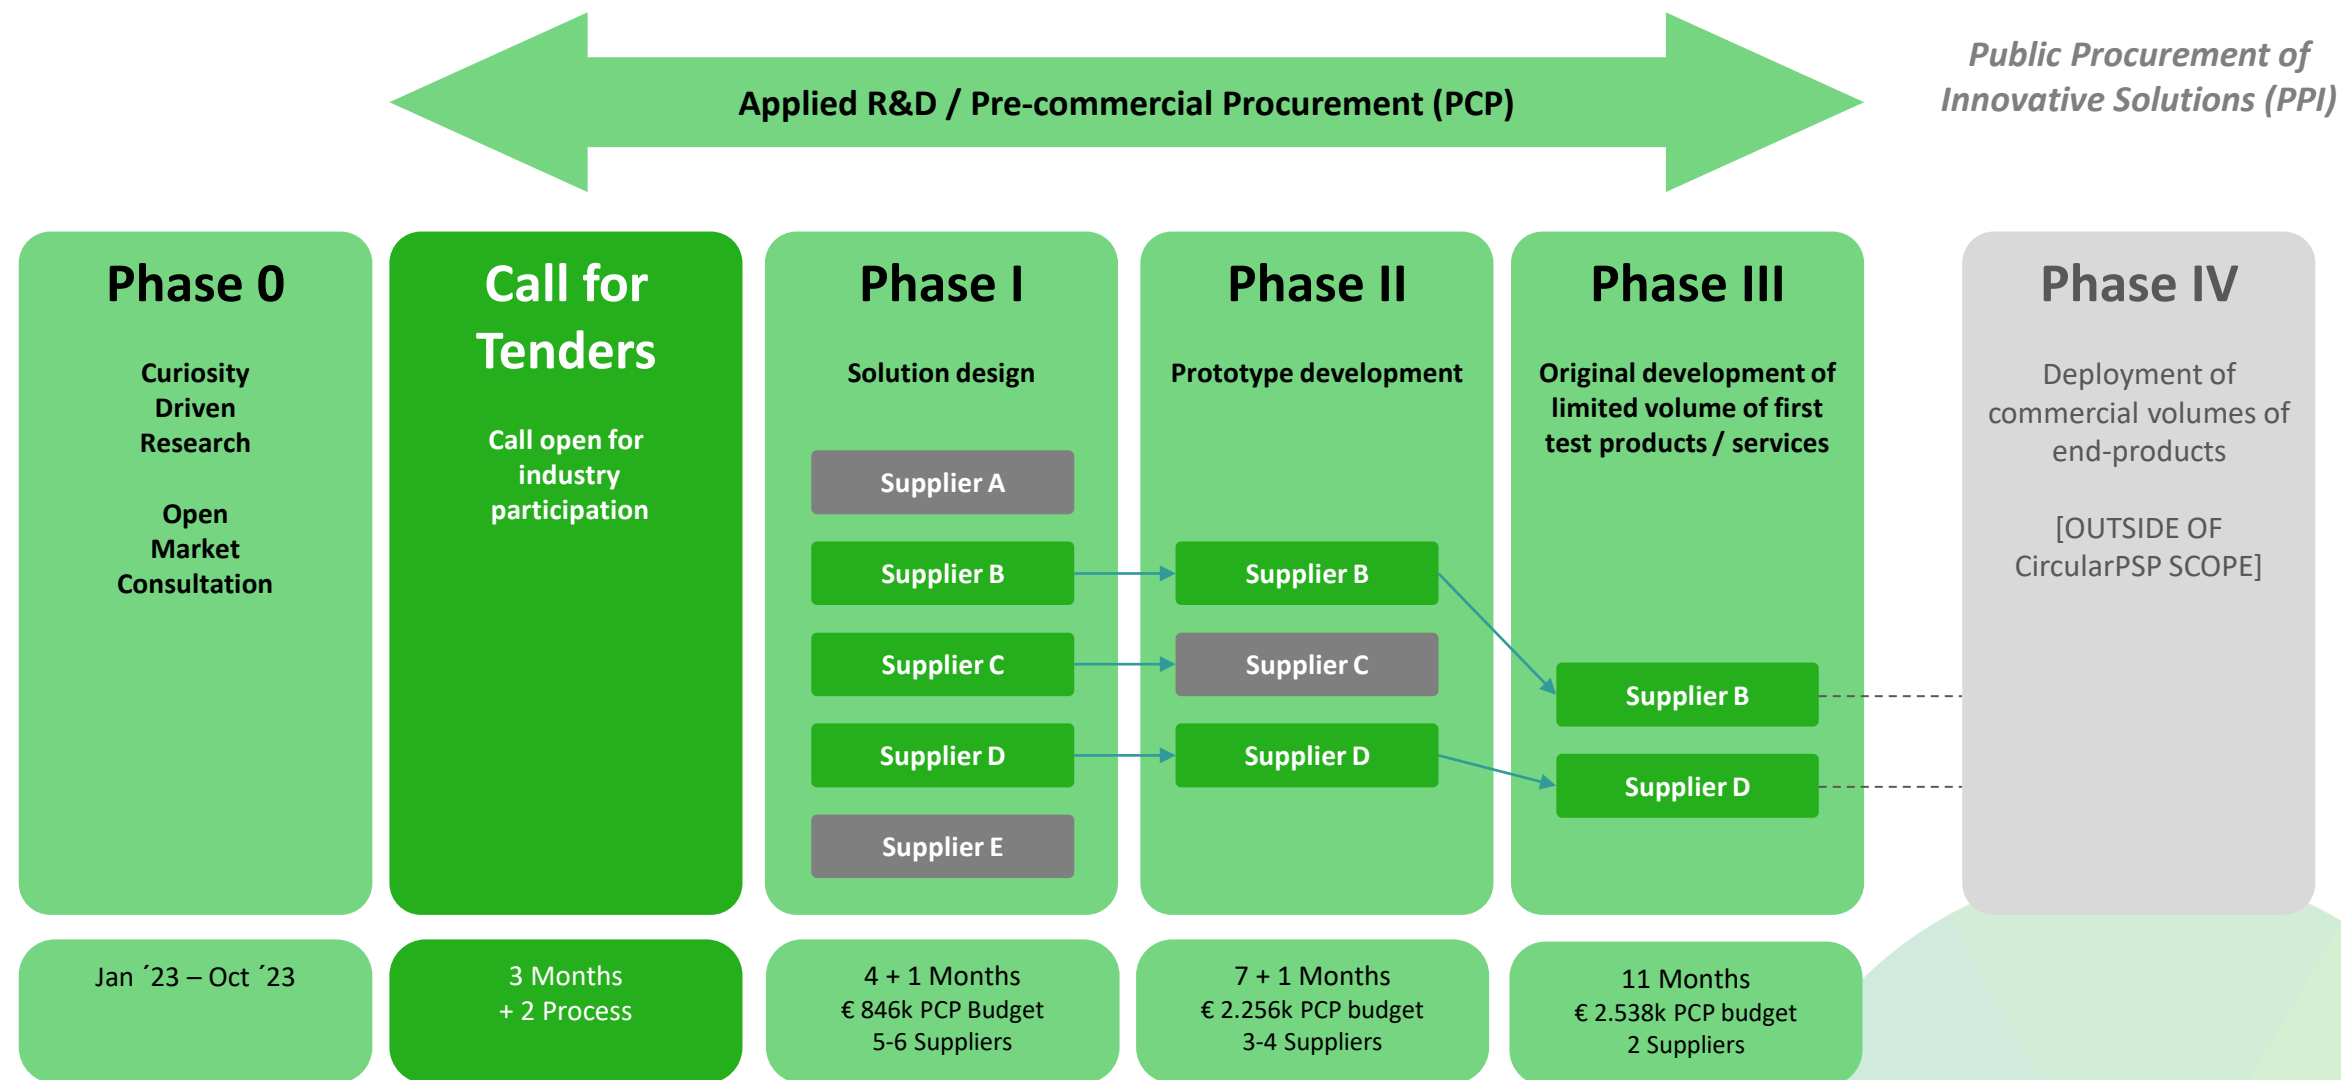 Applied R&D / Pre-commercial Procurement (PCP)
Public Procurement of
Innovative Solutions (PPI)
Phase 0
Curiosity
Driven
Research
Open
Market
Consultation
Jan ´23 – Oct ´23
Call for
Tenders
Call open for
industry
participation
3 Months
+ 2 Process
Phase I
Solution design
Supplier A
Supplier B
Supplier C
Supplier D
Supplier E
4 + 1 Months
€ 846k PCP Budget
5-6 Suppliers
Phase II
Prototype development
Supplier B
Supplier C
Supplier D
7 + 1 Months
€ 2.256k PCP budget
3-4 Suppliers
Phase III
Original development of
limited volume of first
test products / services
Supplier B
Supplier D
11 Months
€ 2.538k PCP budget
2 Suppliers
Phase IV
Deployment of
commercial volumes of
end-products
[OUTSIDE OF
CircularPSP SCOPE]